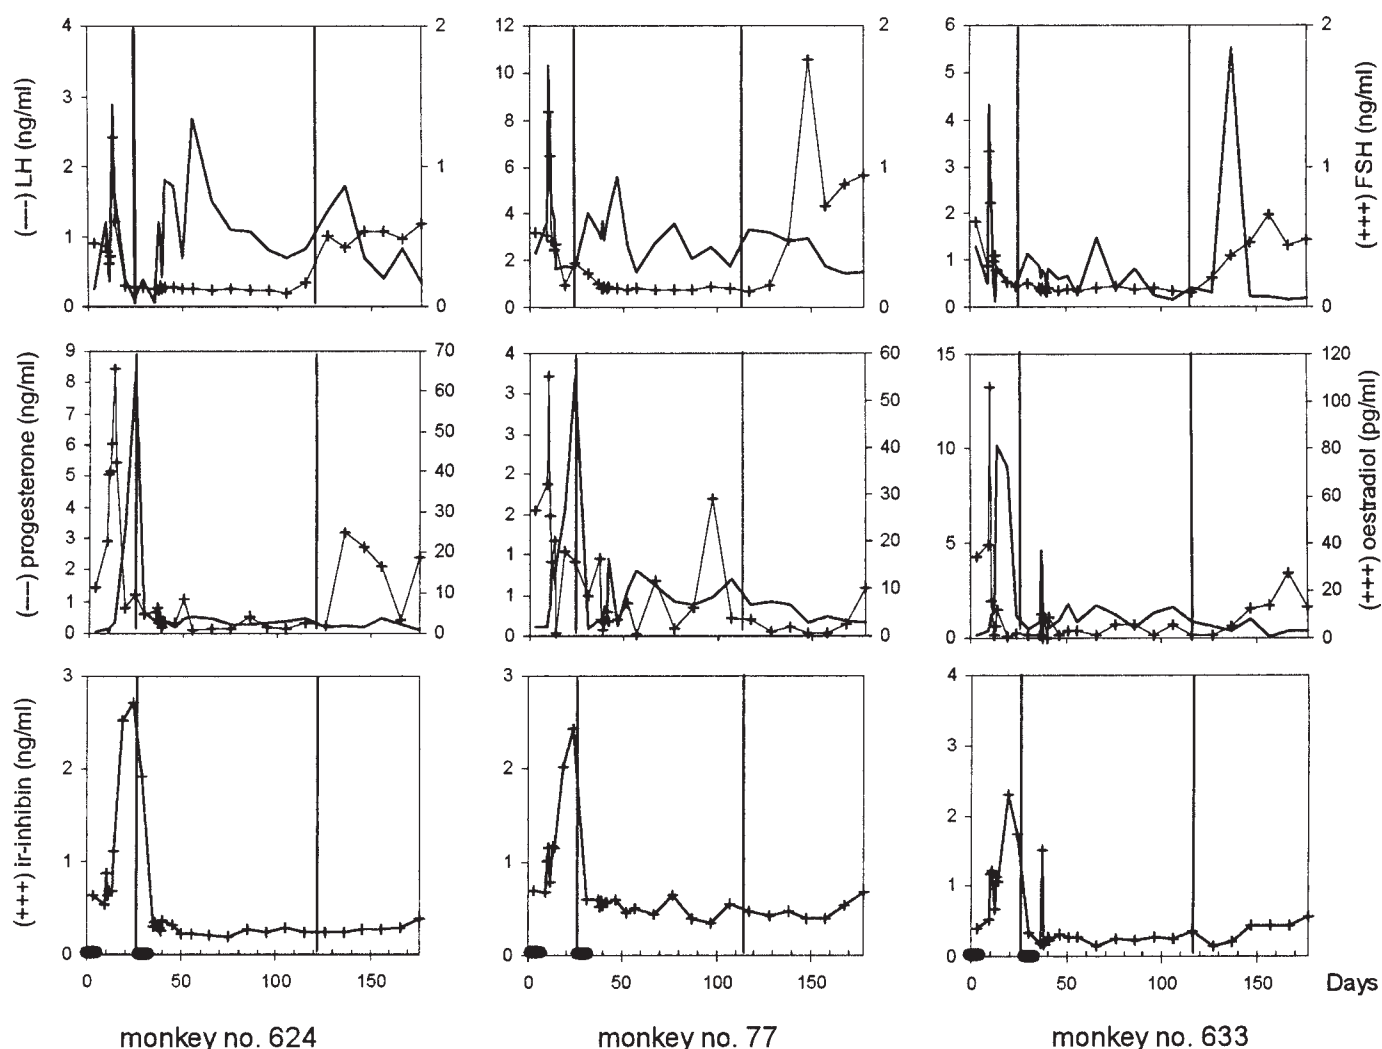 4 3 2 1 0
2 1 0
12 10 8 6 4 2 0
2 1 0
6 5 4 3 2 1 0
2 1 0
(---) LH (ng/ml)
(+++) FSH (ng/ml)
9 8 7 6 5 4 3 2 1 0
70 60 50 40 30 20 10 0
4 3 3 2 2 1 1 0
60 50 40 30 20 10 0
15 10 5 0
120 100 80 60 40 20 0
(---) progesterone (ng/ml)
(+++) oestradiol (pg/ml)
3 2 1 0
3 2 1 0
4 3 2 1 0
(+++) ir-inhibin (ng/ml)
0 50 100 150
0 50 100 150
0 50 100 150 Days
monkey no. 624
monkey no. 77
monkey no. 633